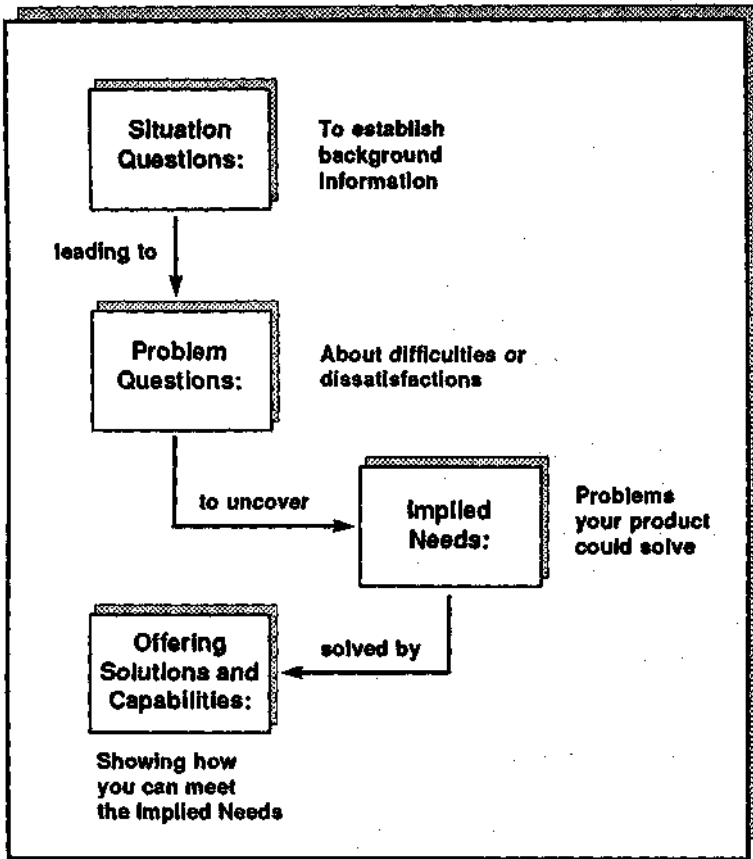 Situation
Questions:
To establish
background
information
leading to
Problem
Questions:
About difficulties or
dissatisfactions
to uncover
Implied
Needs:
Problems
your product
could solve
solved by
Offering
Solutions and
Capabilities:
Showing how
you can meet
the Implied Needs